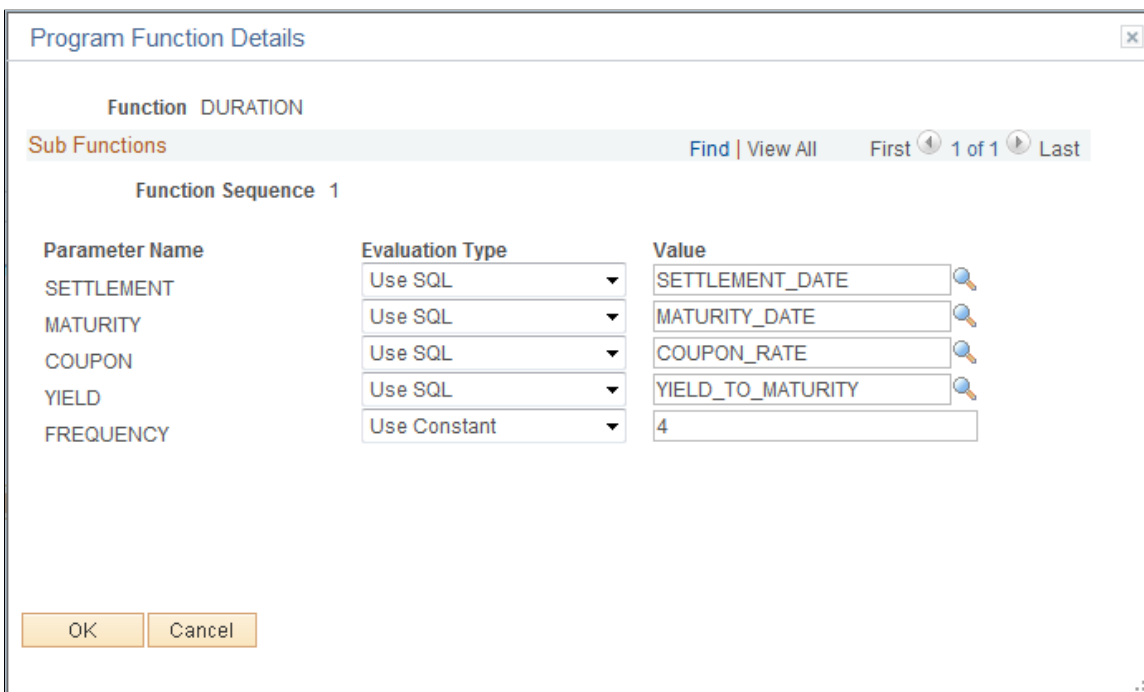 Program Function Details
Function DURATION
Sub Functions Find | View All First 1 of 1 Last
Function Sequence 1
Parameter Name Evaluation Type Value
SETTLEMENT Use SQL SETTLEMENT_DATE
MATURITY Use SQL MATURITY_DATE
COUPON Use SQL COUPON_RATE
YIELD Use SQL YIELD_TO_MATURITY
FREQUENCY Use Constant 4
OK Cancel